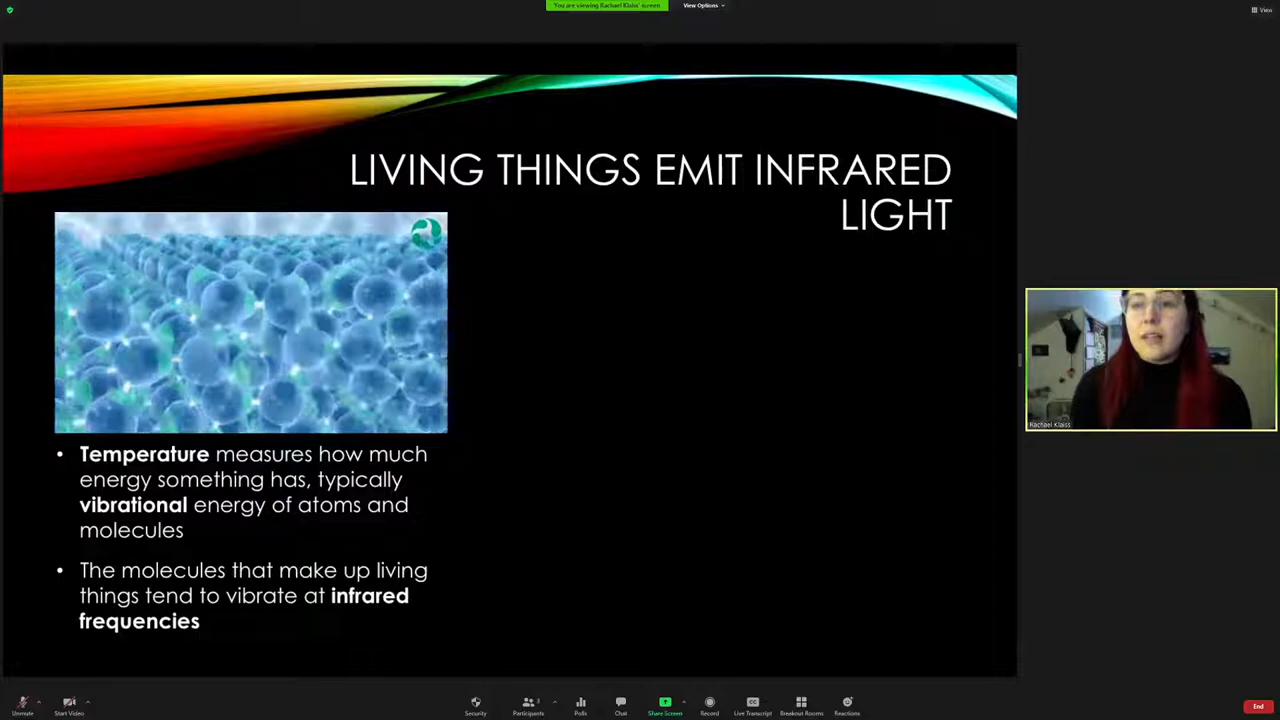 You are viewing Rachael Klaiss' screen
View Options
View
LIVING THINGS EMIT INFRARED
LIGHT
• Temperature measures how much
energy something has, typically
vibrational energy of atoms and
molecules
• The molecules that make up living
things tend to vibrate at infrared
frequencies
Rachael Klaiss
Unmute
Start Video
Security
Participants
3
Polls
Chat
Share Screen
Record
CC
Live Transcript
Breakout Rooms
Reactions
End